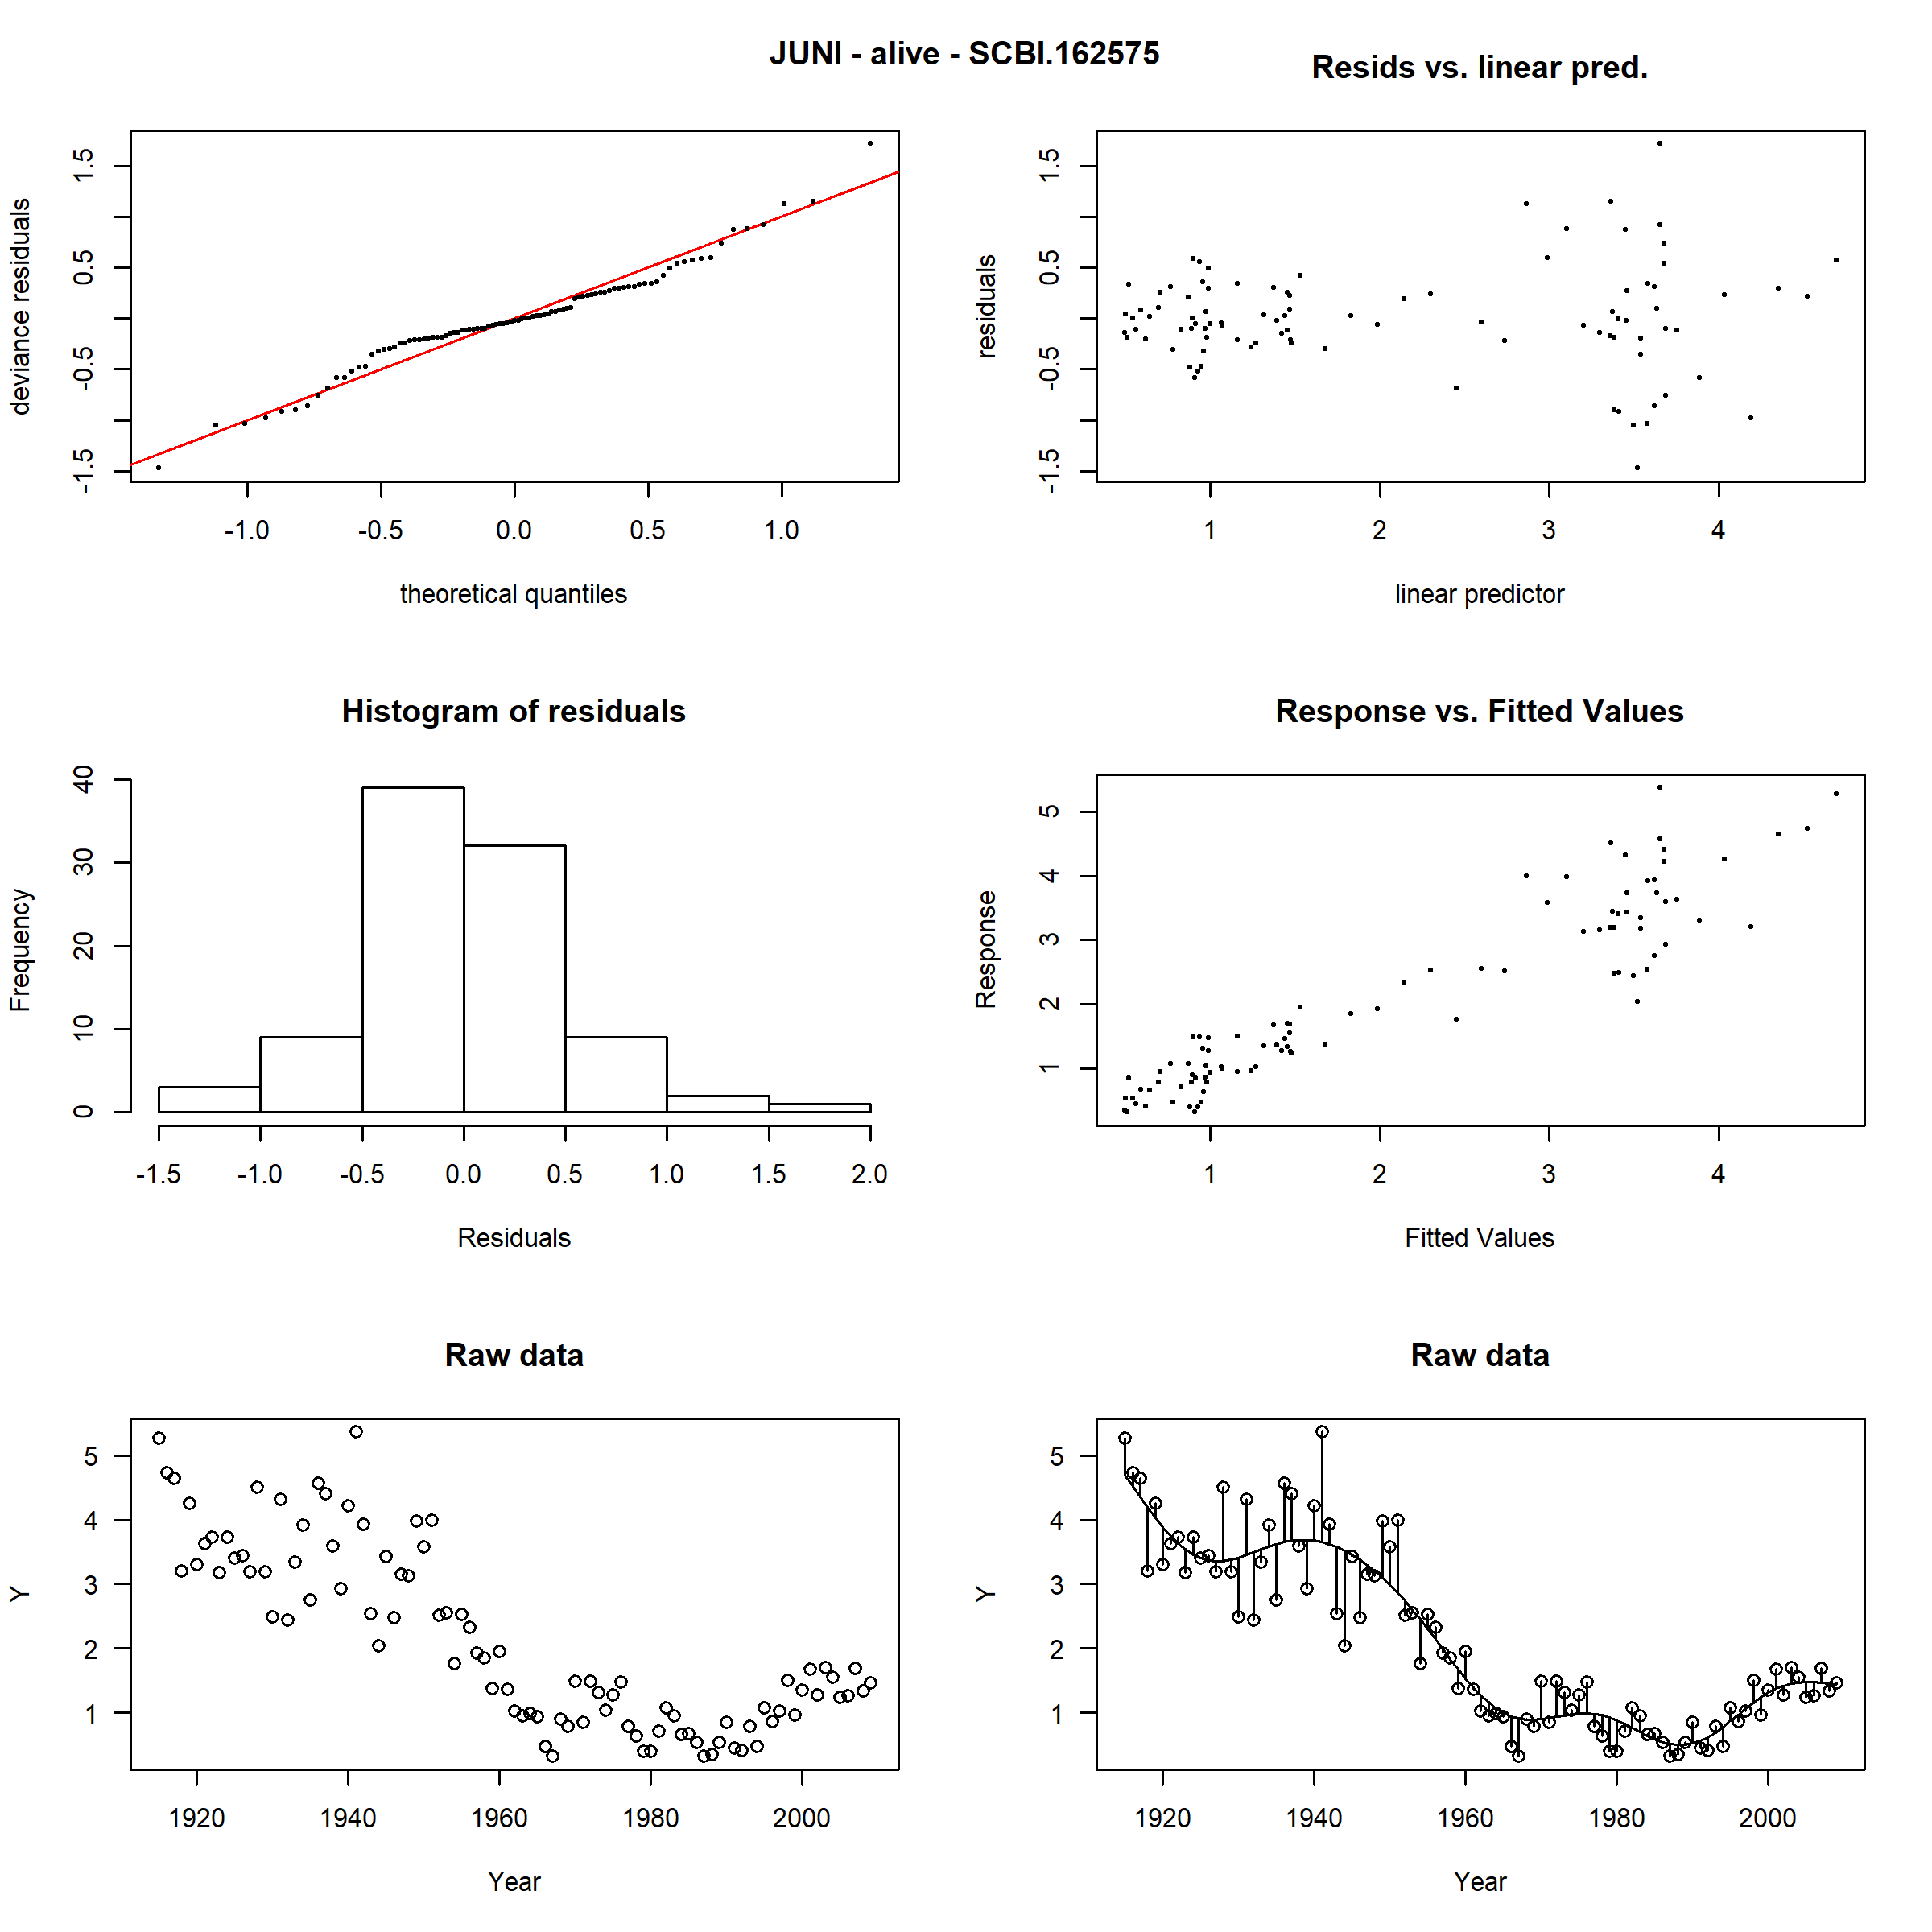 JUNI - alive - SCBI.162575
Resids vs. linear pred.
deviance residuals
-1.5 -0.5 0.5 1.5
-1.0 -0.5 0.0 0.5 1.0
theoretical quantiles
residuals
-1.5 -0.5 0.5 1.5
1 2 3 4
linear predictor
Histogram of residuals
Frequency
0 10 20 30 40
-1.5 -1.0 -0.5 0.0 0.5 1.0 1.5 2.0
Residuals
Response vs. Fitted Values
Response
1 2 3 4 5
1 2 3 4
Fitted Values
Raw data
Y
1 2 3 4 5
1920 1940 1960 1980 2000
Year
Raw data
Y
1 2 3 4 5
1920 1940 1960 1980 2000
Year